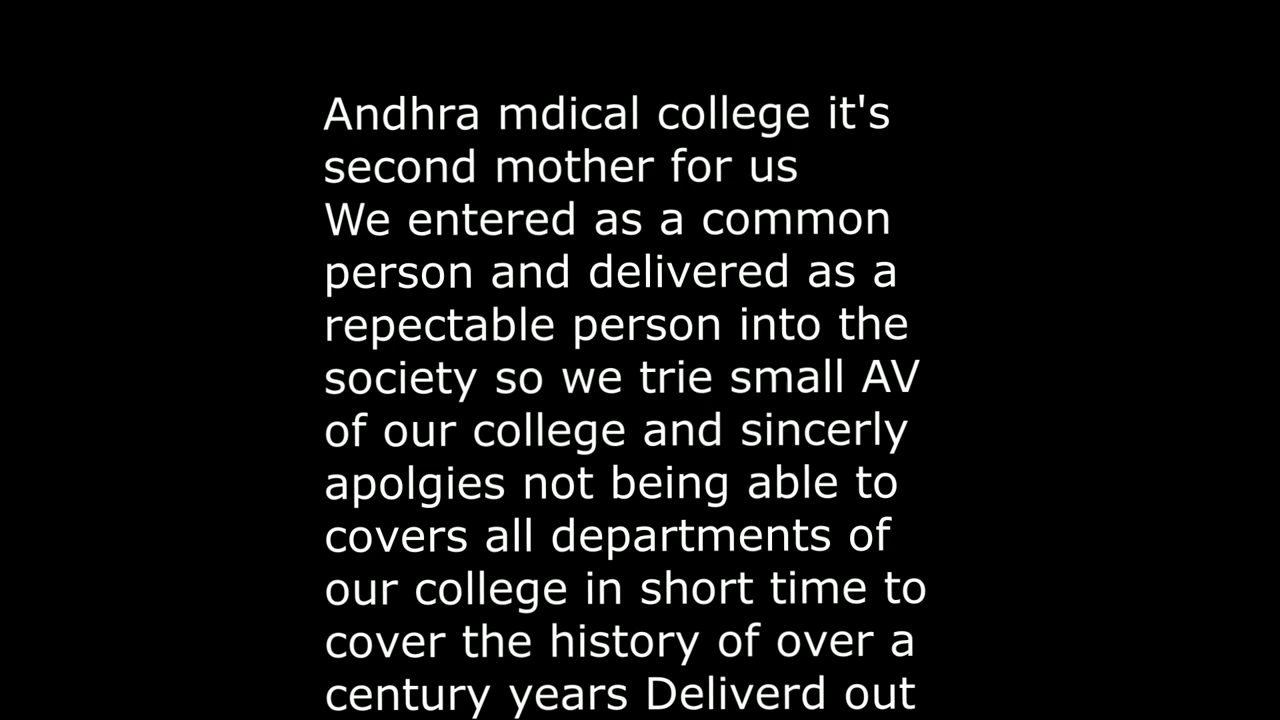 Andhra mdical college it's
second mother for us
We entered as a common
person and delivered as a
repectable person into the
society so we trie small AV
of our college and sincerly
apolgies not being able to
covers all departments of
our college in short time to
cover the history of over a
century years Deliverd out